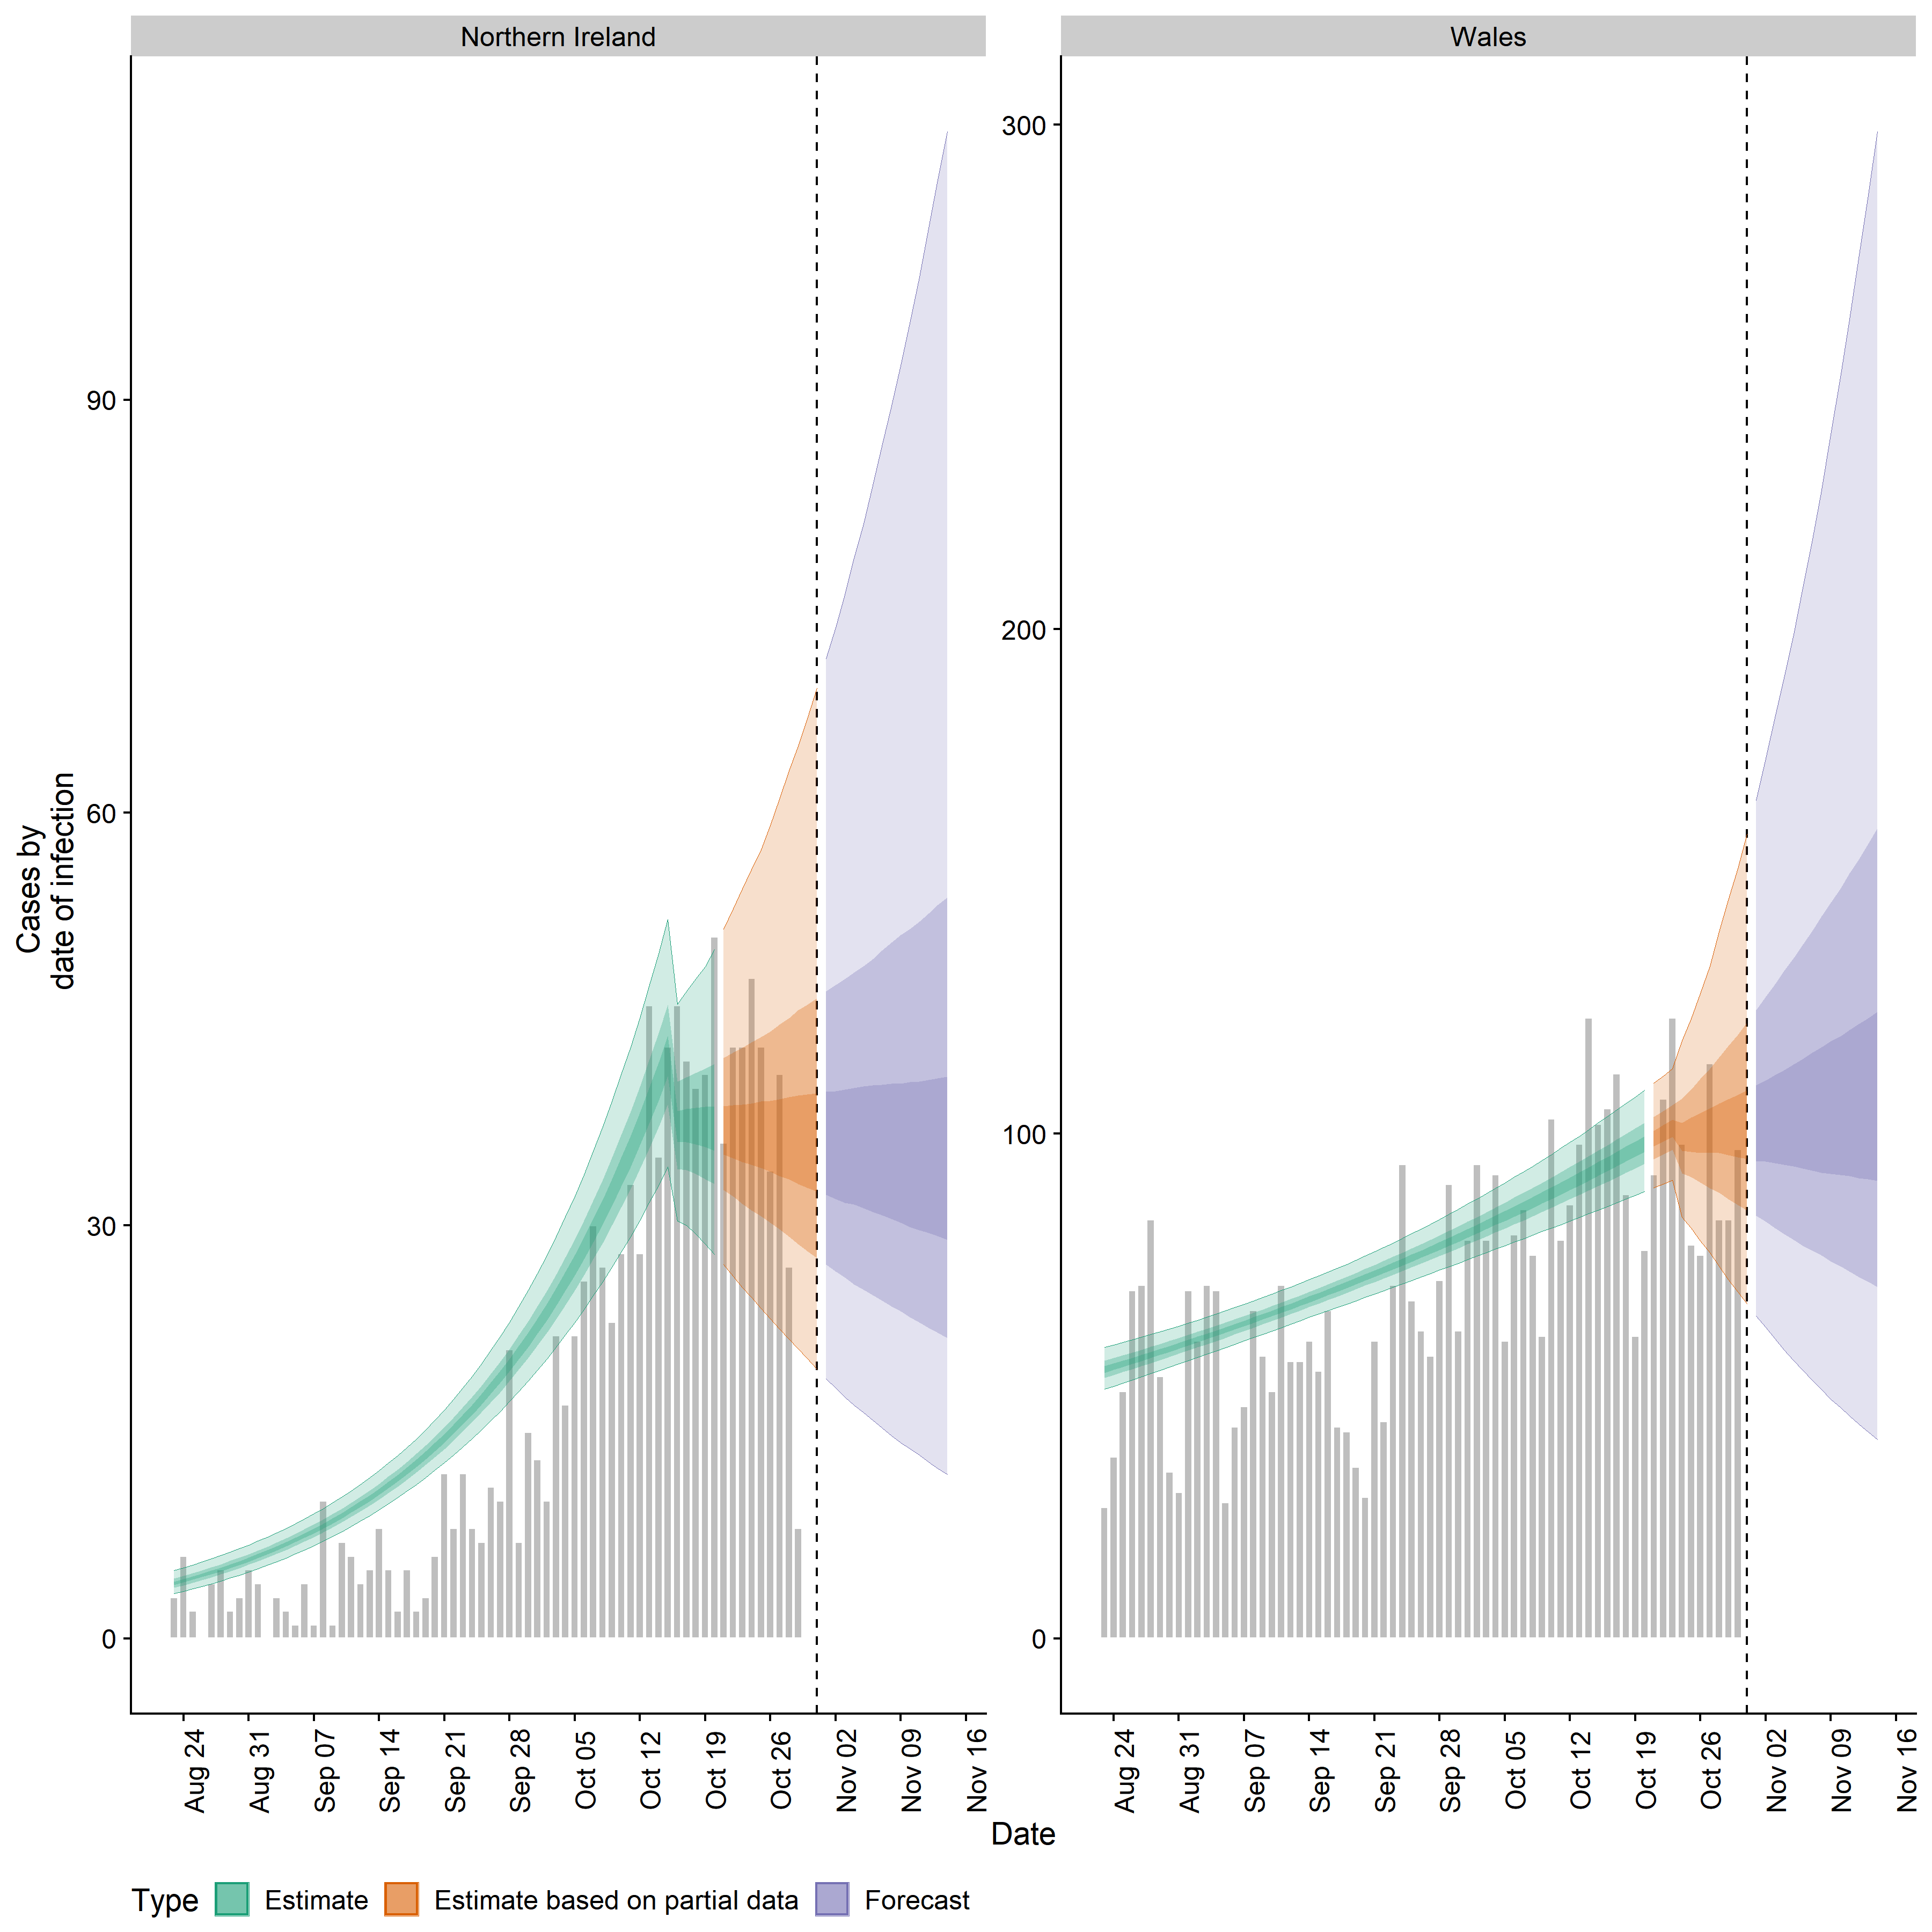 Northern Ireland
Wales
Cases by
date of infection
90
60
30
0
300
200
100
0
Aug 24
Aug 31
Sep 07
Sep 14
Sep 21
Sep 28
Oct 05
Oct 12
Oct 19
Oct 26
Nov 02
Nov 09
Nov 16
Aug 24
Aug 31
Sep 07
Sep 14
Sep 21
Sep 28
Oct 05
Oct 12
Oct 19
Oct 26
Nov 02
Nov 09
Nov 16
Date
Type Estimate Estimate based on partial data Forecast